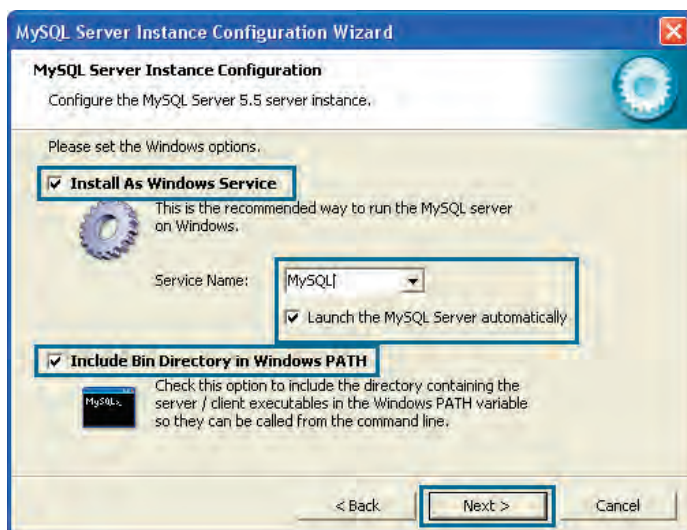 MySQL Server Instance Configuration Wizard
MySQL Server Instance Configuration
Configure the MySQL Server 5.5 server instance.
Please set the Windows options.
Install As Windows Service
This is the recommended way to run the MySQL server
on Windows.
Service Name:
MySQL
Launch the MySQL Server automatically
Include Bin Directory in Windows PATH
MySQL>_
Check this option to include the directory containing the
server / client executables in the Windows PATH variable
so they can be called from the command line.
< Back
Next >
Cancel